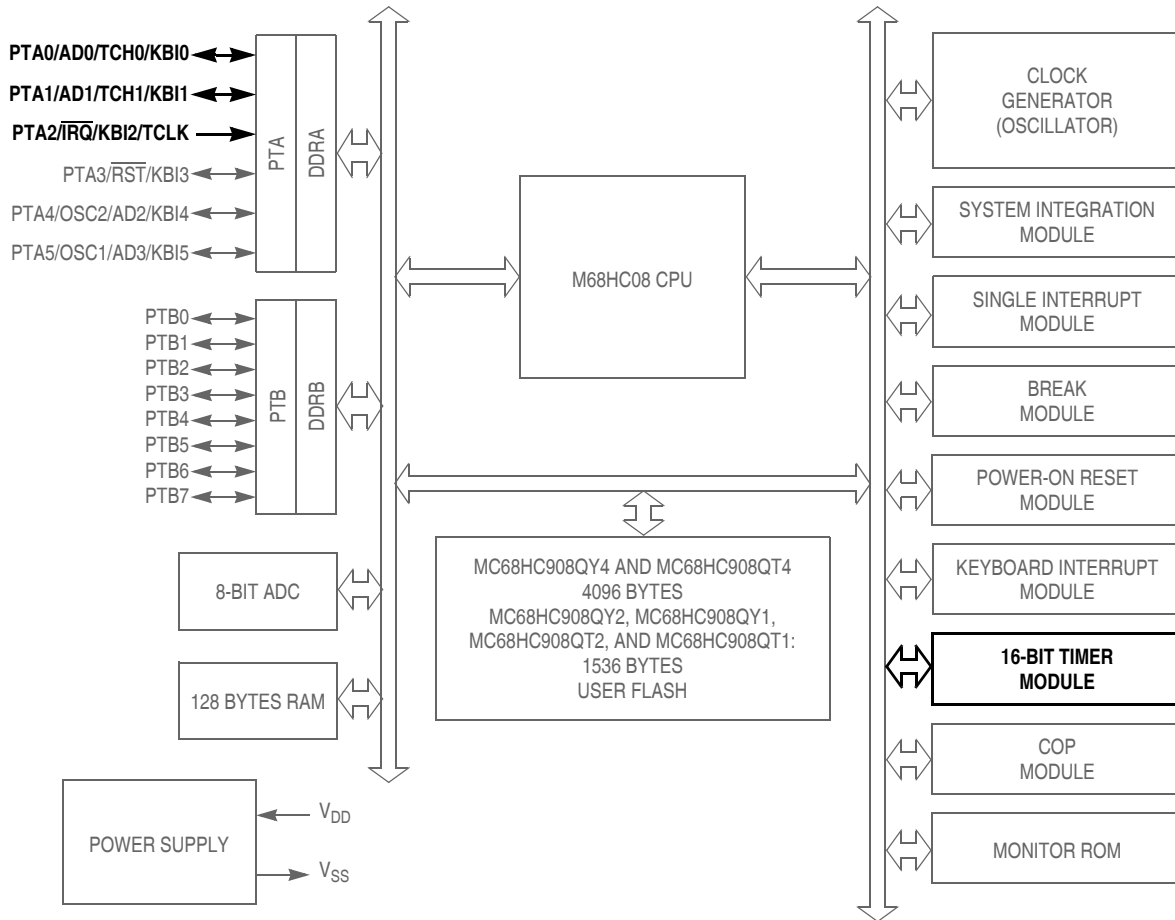 PTA0/AD0/TCH0/KBI0
PTA1/AD1/TCH1/KBI1
PTA2/IRQ/KBI2/TCLK
PTA3/RST/KBI3
PTA4/OSC2/AD2/KBI4
PTA5/OSC1/AD3/KBI5
PTA
DDRA
PTB0
PTB1
PTB2
PTB3
PTB4
PTB5
PTB6
PTB7
PTB
DDRB
8-BIT ADC
128 BYTES RAM
POWER SUPPLY
VDD
VSS
M68HC08 CPU
MC68HC908QY4 AND MC68HC908QT4
4096 BYTES
MC68HC908QY2, MC68HC908QY1,
MC68HC908QT2, AND MC68HC908QT1:
1536 BYTES
USER FLASH
CLOCK
GENERATOR
(OSCILLATOR)
SYSTEM INTEGRATION
MODULE
SINGLE INTERRUPT
MODULE
BREAK
MODULE
POWER-ON RESET
MODULE
KEYBOARD INTERRUPT
MODULE
16-BIT TIMER
MODULE
COP
MODULE
MONITOR ROM